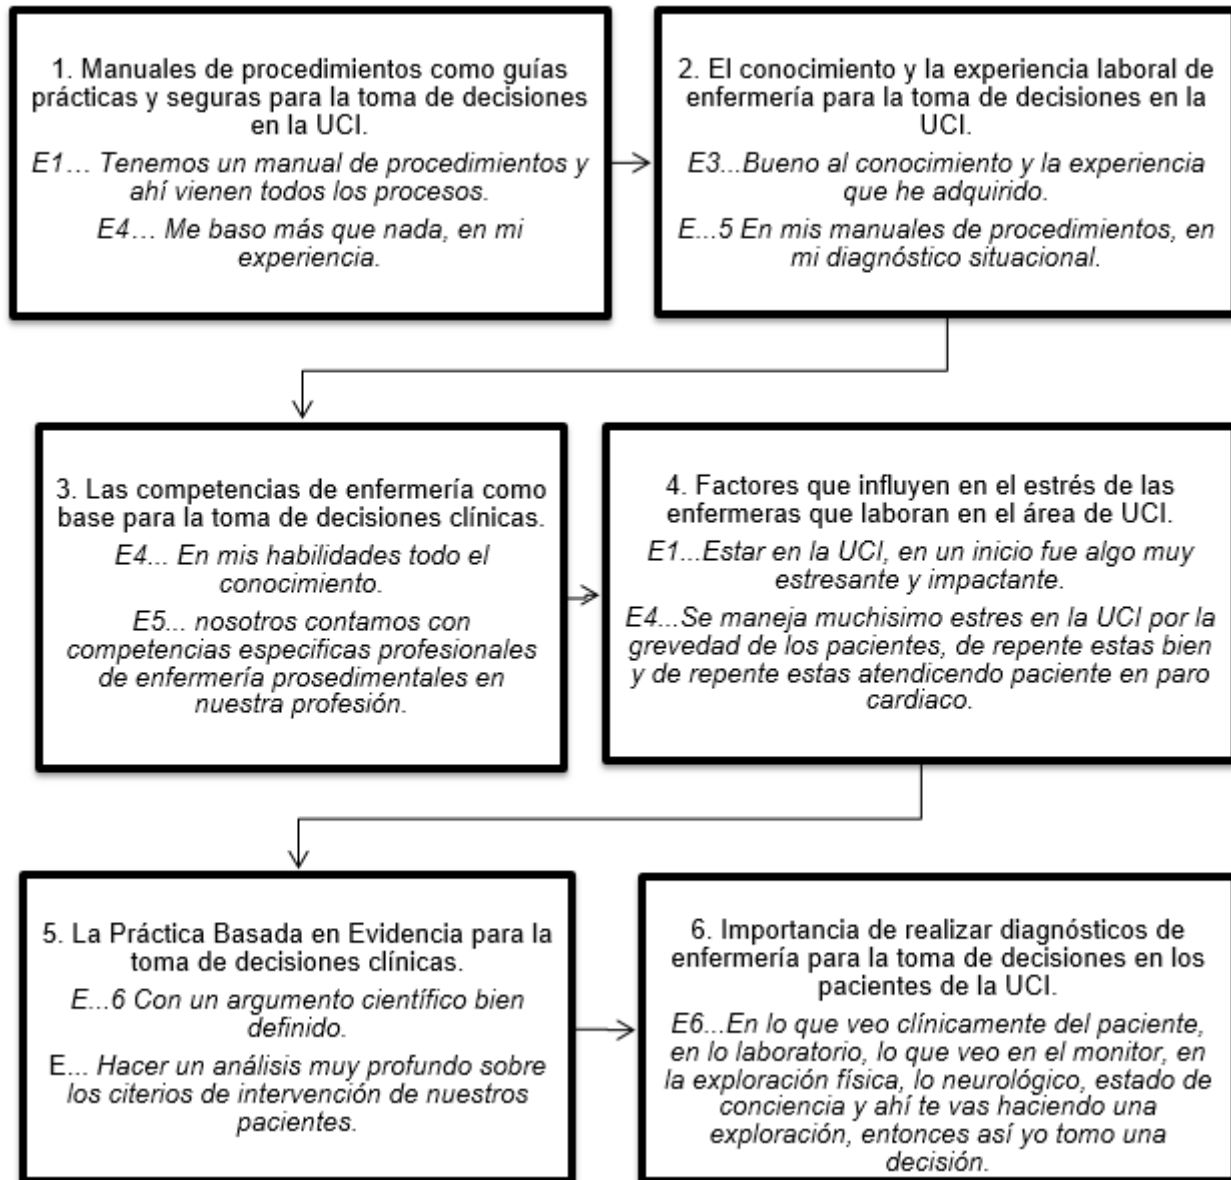 1. Manuales de procedimientos como guías
prácticas y seguras para la toma de decisiones
en la UCI.
E1… Tenemos un manual de procedimientos y
ahí vienen todos los procesos.
E4… Me baso más que nada, en mi
experiencia.
2. El conocimiento y la experiencia laboral de
enfermería para la toma de decisiones en la
UCI.
E3...Bueno al conocimiento y la experiencia
que he adquirido.
E...5 En mis manuales de procedimientos, en
mi diagnóstico situacional.
3. Las competencias de enfermería como
base para la toma de decisiones clínicas.
E4... En mis habilidades todo el
conocimiento.
E5... nosotros contamos con
competencias especificas profesionales
de enfermería prosedimentales en
nuestra profesión.
4. Factores que influyen en el estrés de las
enfermeras que laboran en el área de UCI.
E1...Estar en la UCI, en un inicio fue algo muy
estresante y impactante.
E4...Se maneja muchisimo estres en la UCI por la
grevedad de los pacientes, de repente estas bien
y de repente estas atendicendo paciente en paro
cardiaco.
5. La Práctica Basada en Evidencia para la
toma de decisiones clínicas.
E...6 Con un argumento científico bien
definido.
E... Hacer un análisis muy profundo sobre
los citerios de intervención de nuestros
pacientes.
6. Importancia de realizar diagnósticos de
enfermería para la toma de decisiones en los
pacientes de la UCI.
E6...En lo que veo clínicamente del paciente,
en lo laboratorio, lo que veo en el monitor, en
la exploración física, lo neurológico, estado de
conciencia y ahí te vas haciendo una
exploración, entonces así yo tomo una
decisión.